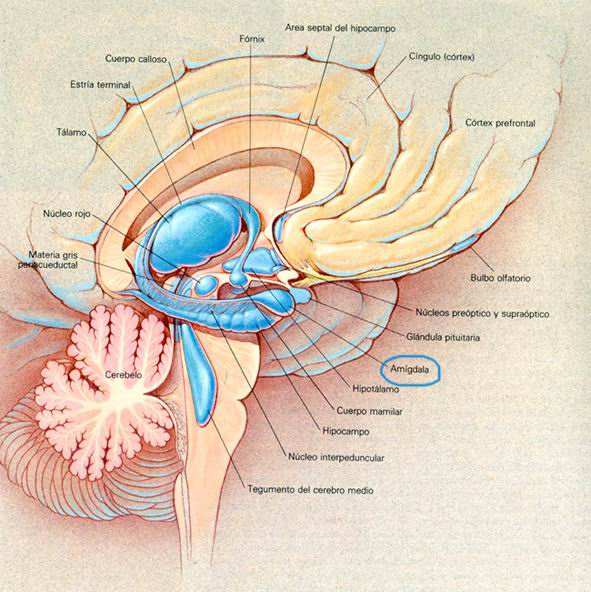 Area septal del hipocampo
Fórnix
Cuerpo calloso
Cíngulo (córtex)
Estría terminal
Córtex prefrontal
Tálamo
Núcleo rojo
Materia gris
periacueductal
Bulbo olfatorio
Núcleos preóptico y supraóptico
Glándula pituitaria
Amígdala
Cerebelo
Hipotálamo
Cuerpo mamilar
Hipocampo
Núcleo interpeduncular
Tegumento del cerebro medio